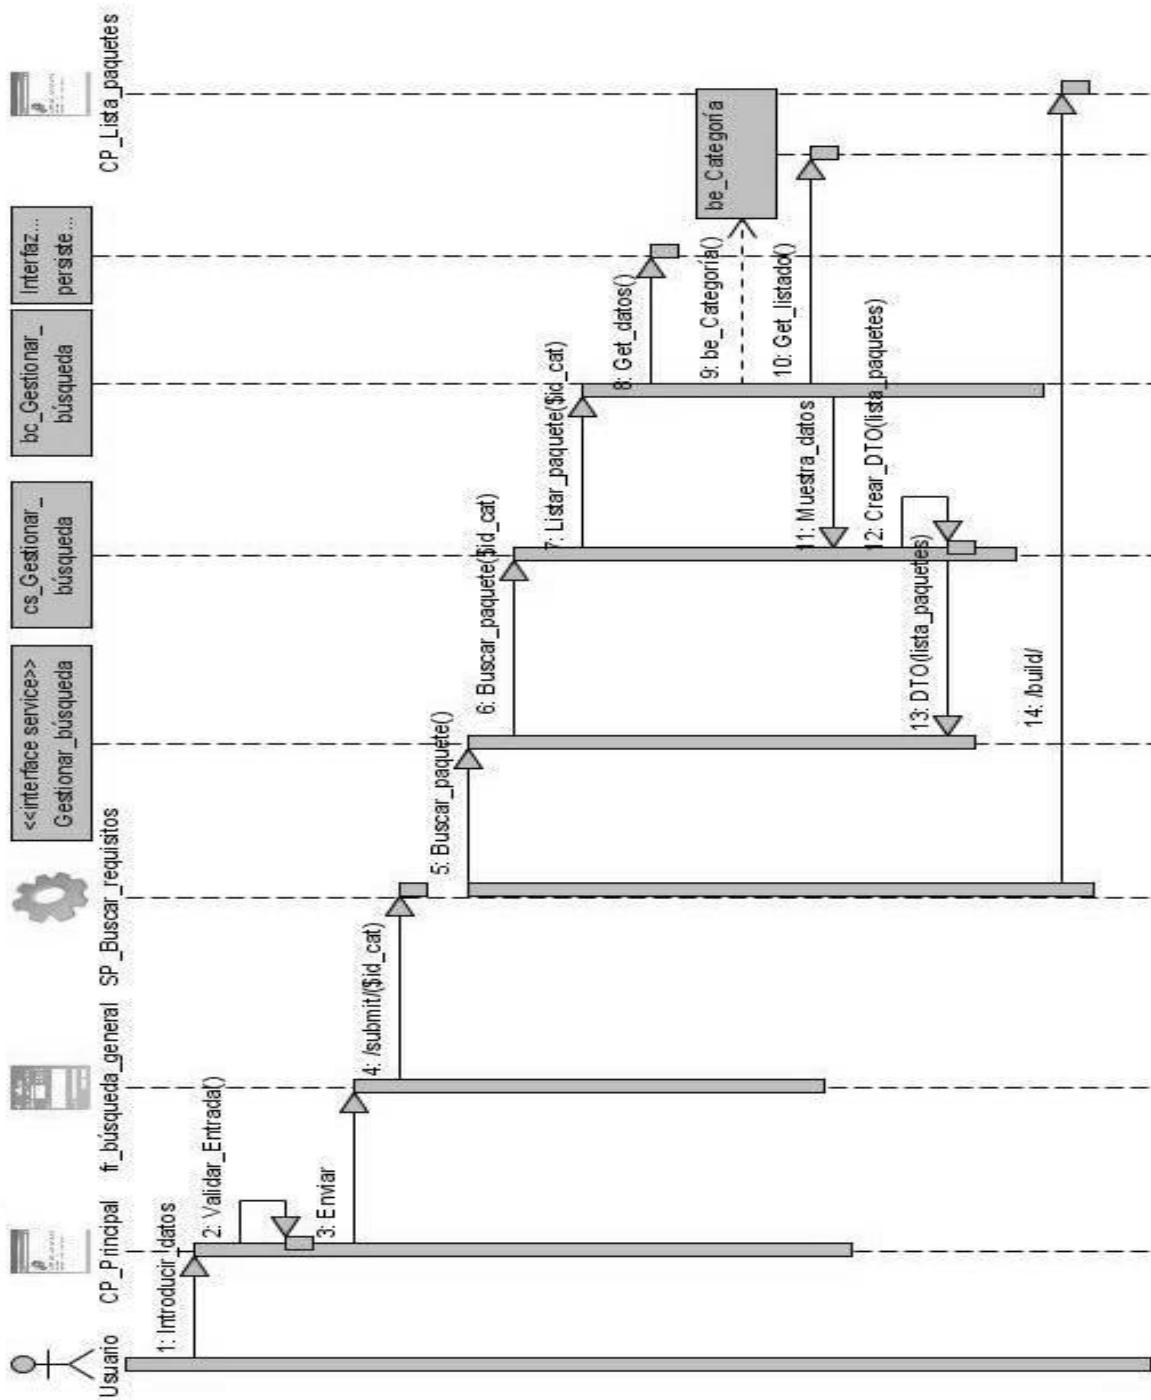 Usuario
CP_Principal
fr_búsqueda_general
SP_Buscar_requisitos
<<interface service>>
Gestionar_búsqueda
cs_Gestionar_
búsqueda
bc_Gestionar_
búsqueda
Interfaz...
persiste...
CP_Lista_paquetes
1: Introducir_datos
2: Validar_Entrada()
3: Enviar
4: /submit/($id_cat)
5: Buscar_paquete()
6: Buscar_paquete($id_cat)
7: Listar_paquete($id_cat)
8: Get_datos()
9: be_Categoría()
be_Categoría
10: Get_listado()
11: Muestra_datos
12: Crear_DTO(lista_paquetes)
13: DTO(lista_paquetes)
14: /build/